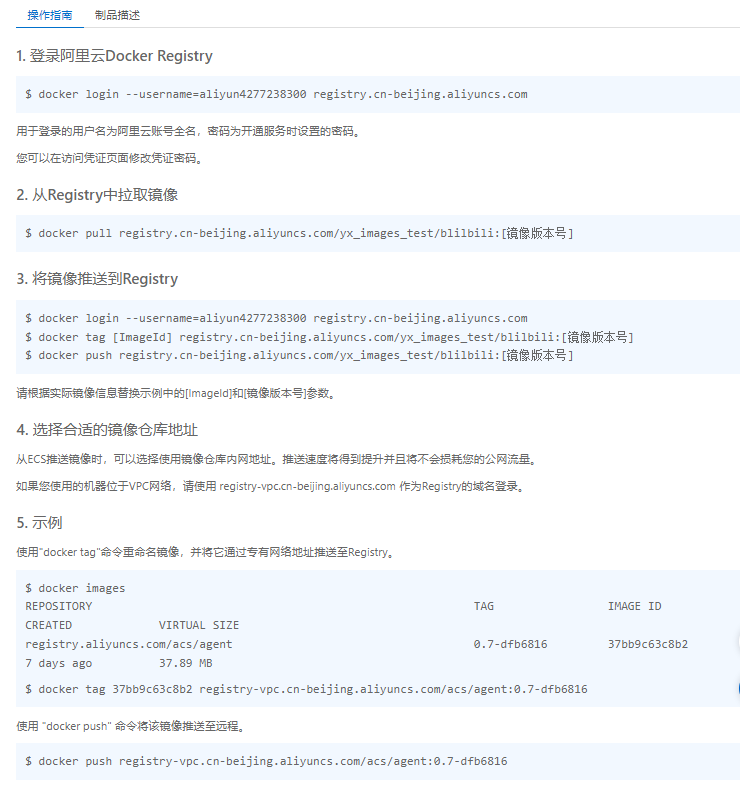 操作指南 制品描述
1. 登录阿里云Docker Registry
$ docker login --username=aliyun4277238300 registry.cn-beijing.aliyuncs.com
用于登录的用户名为阿里云账号全名，密码为开通服务时设置的密码。
您可以在访问凭证页面修改凭证密码。
2. 从Registry中拉取镜像
$ docker pull registry.cn-beijing.aliyuncs.com/yx_images_test/blilbili:[镜像版本号]
3. 将镜像推送到Registry
$ docker login --username=aliyun4277238300 registry.cn-beijing.aliyuncs.com
$ docker tag [ImageId] registry.cn-beijing.aliyuncs.com/yx_images_test/blilbili:[镜像版本号]
$ docker push registry.cn-beijing.aliyuncs.com/yx_images_test/blilbili:[镜像版本号]
请根据实际镜像信息替换示例中的[ImageId]和[镜像版本号]参数。
4. 选择合适的镜像仓库地址
从ECS推送镜像时，可以选择使用镜像仓库内网地址。推送速度将得到提升并且将不会损耗您的公网流量。
如果您使用的机器位于VPC网络，请使用 registry-vpc.cn-beijing.aliyuncs.com 作为Registry的域名登录。
5. 示例
使用"docker tag"命令重命名镜像，并将它通过专有网络地址推送至Registry。
$ docker images
REPOSITORY TAG IMAGE ID
CREATED VIRTUAL SIZE
registry.aliyuncs.com/acs/agent 0.7-dfb6816 37bb9c63c8b2
7 days ago 37.89 MB
$ docker tag 37bb9c63c8b2 registry-vpc.cn-beijing.aliyuncs.com/acs/agent:0.7-dfb6816
使用 "docker push" 命令将该镜像推送至远程。
$ docker push registry-vpc.cn-beijing.aliyuncs.com/acs/agent:0.7-dfb6816